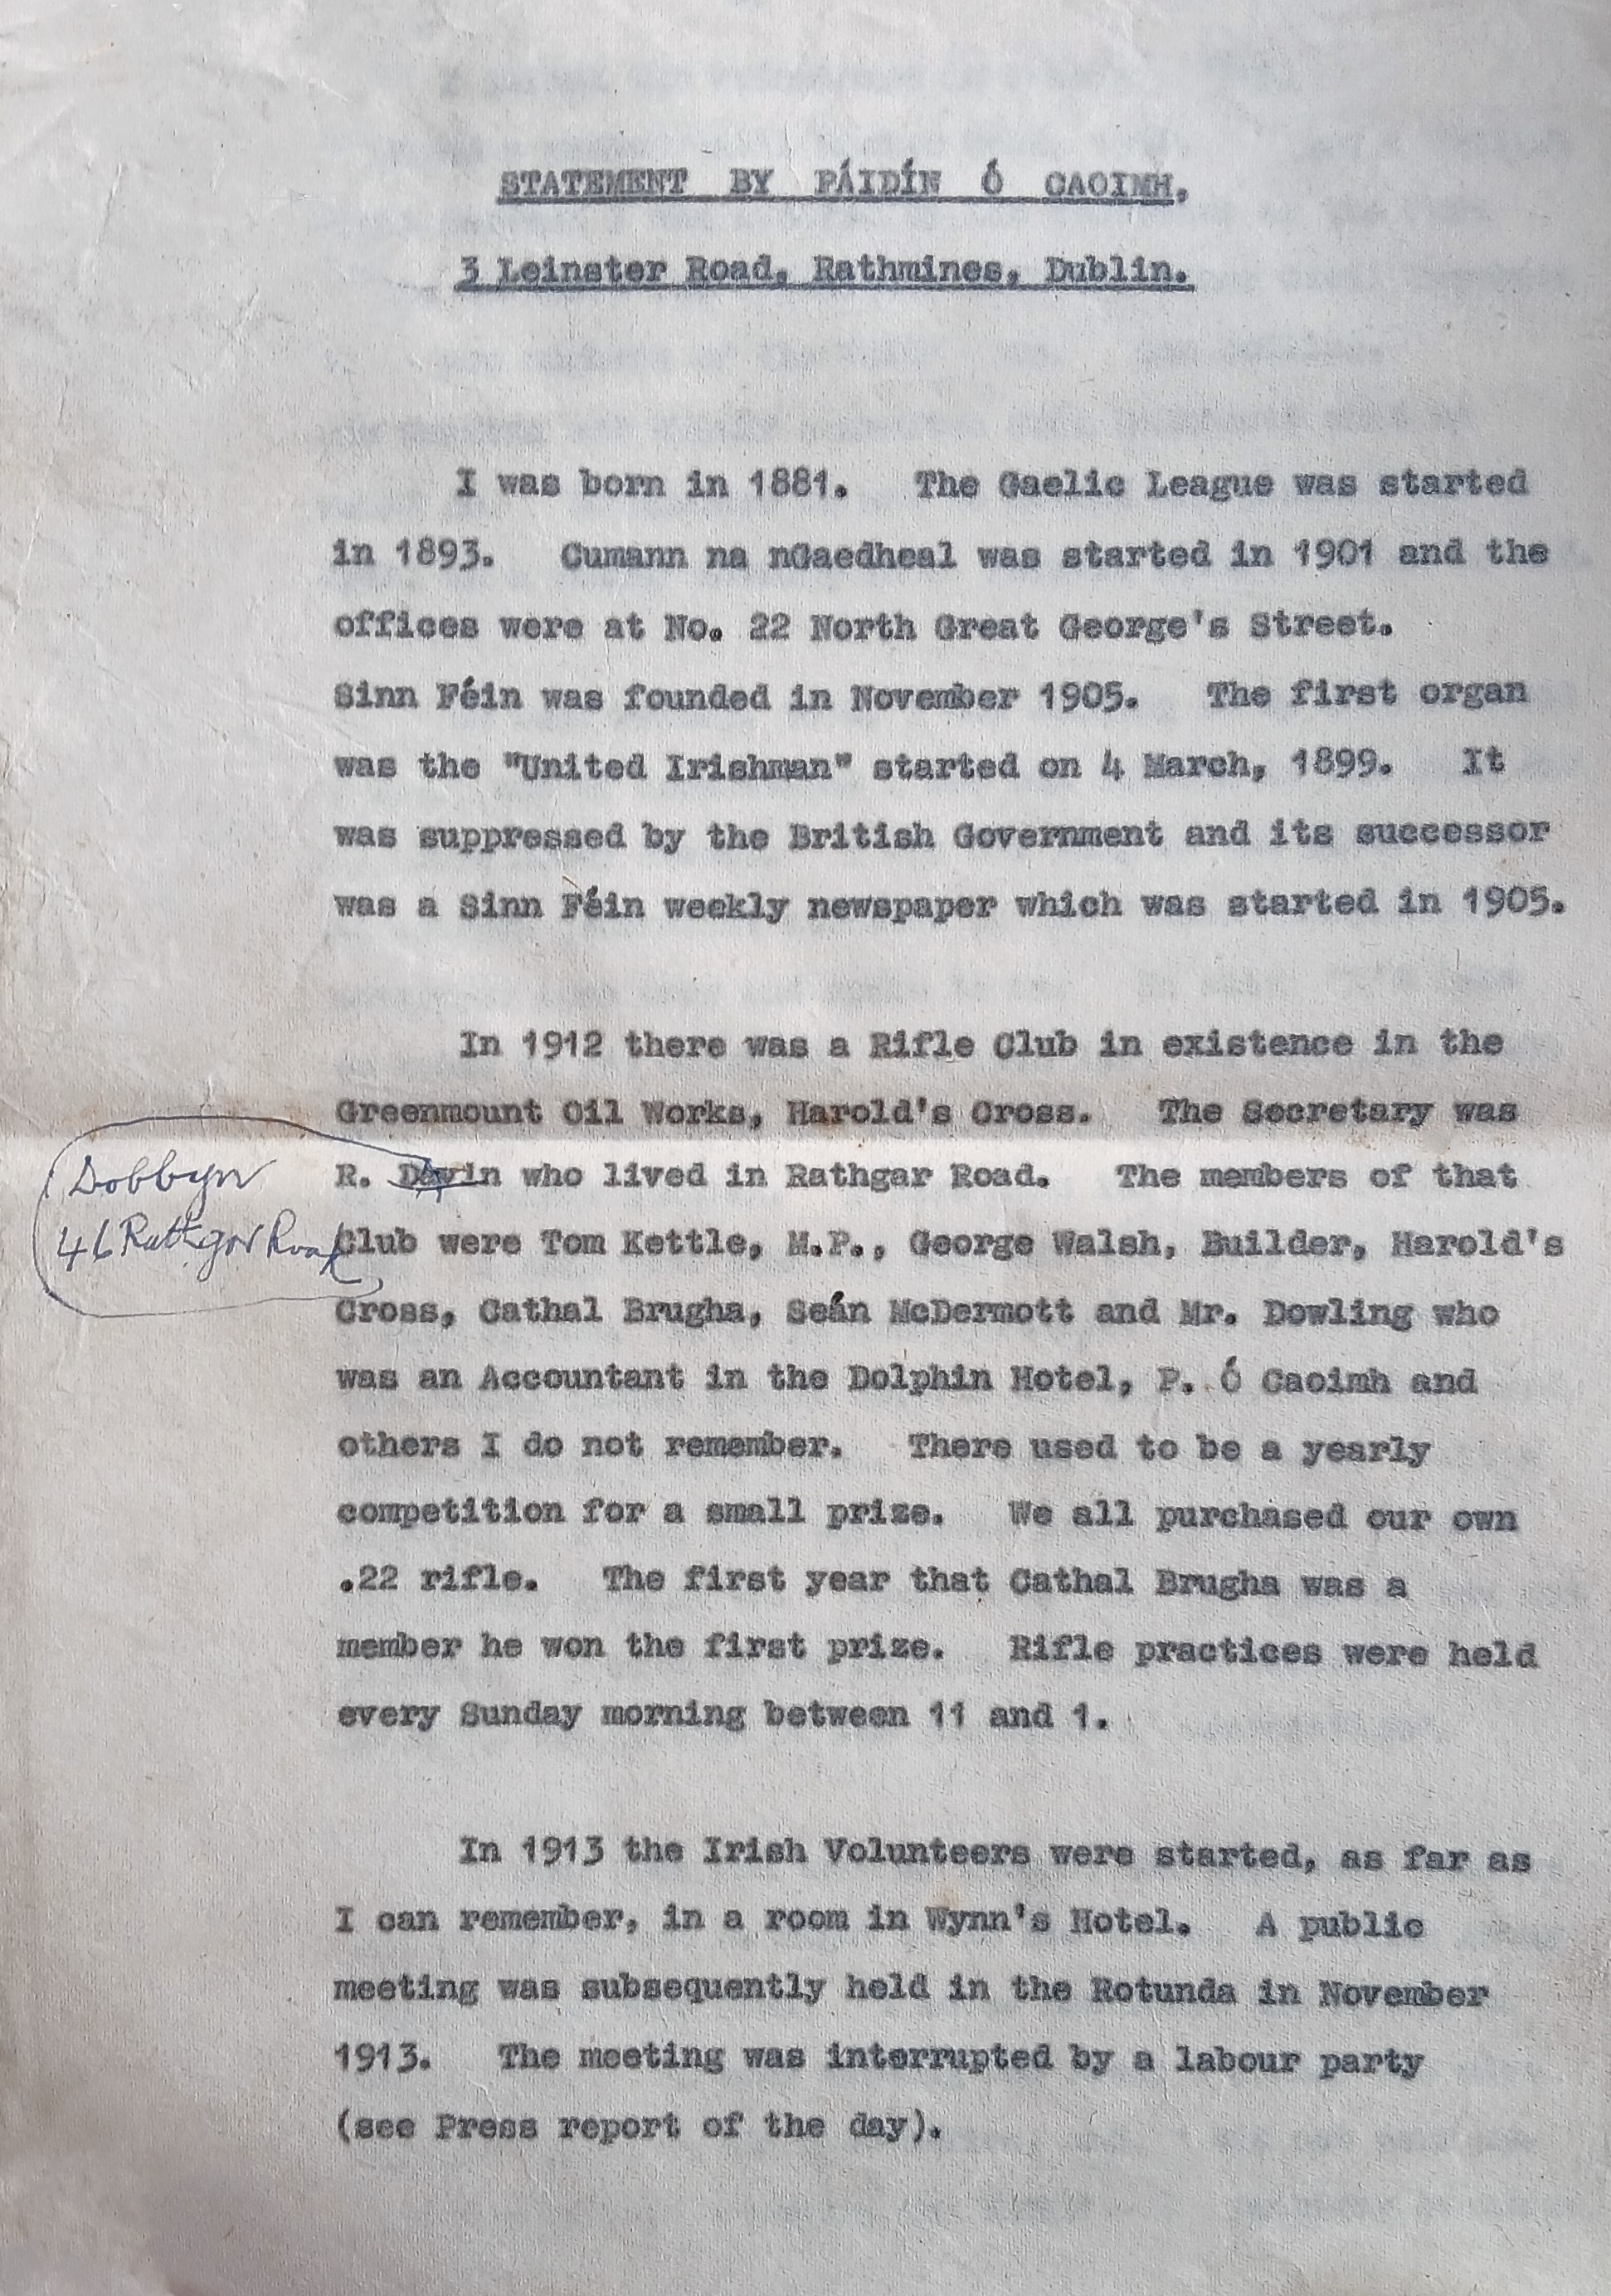 STATEMENT BY PÁIDÍN Ó CAOIMH.
3 Leinster Road, Rathmines, Dublin.
I was born in 1881. The Gaelic League was started
in 1893. Cumann na nGaedheal was started in 1901 and the
offices were at No. 22 North Great George's Street.
Sinn Féin was founded in November 1905. The first organ
was the "United Irishman" started on 4 March, 1899. It
was suppressed by the British Government and its successor
was a Sinn Féin weekly newspaper which was started in 1905.
In 1912 there was a Rifle Club in existence in the
Greenmount Oil Works, Harold's Cross. The Secretary was
R. Devin who lived in Rathgar Road. The members of that
Dobbyn
46 Rathgar Road
Club were Tom Kettle, M.P., George Walsh, Builder, Harold's
Cross, Cathal Brugha, Seán McDermott and Mr. Dowling who
was an Accountant in the Dolphin Hotel, P. Ó Caoimh and
others I do not remember. There used to be a yearly
competition for a small prize. We all purchased our own
.22 rifle. The first year that Cathal Brugha was a
member he won the first prize. Rifle practices were held
every Sunday morning between 11 and 1.
In 1913 the Irish Volunteers were started, as far as
I can remember, in a room in Wynn's Hotel. A public
meeting was subsequently held in the Rotunda in November
1913. The meeting was interrupted by a labour party
(see Press report of the day).